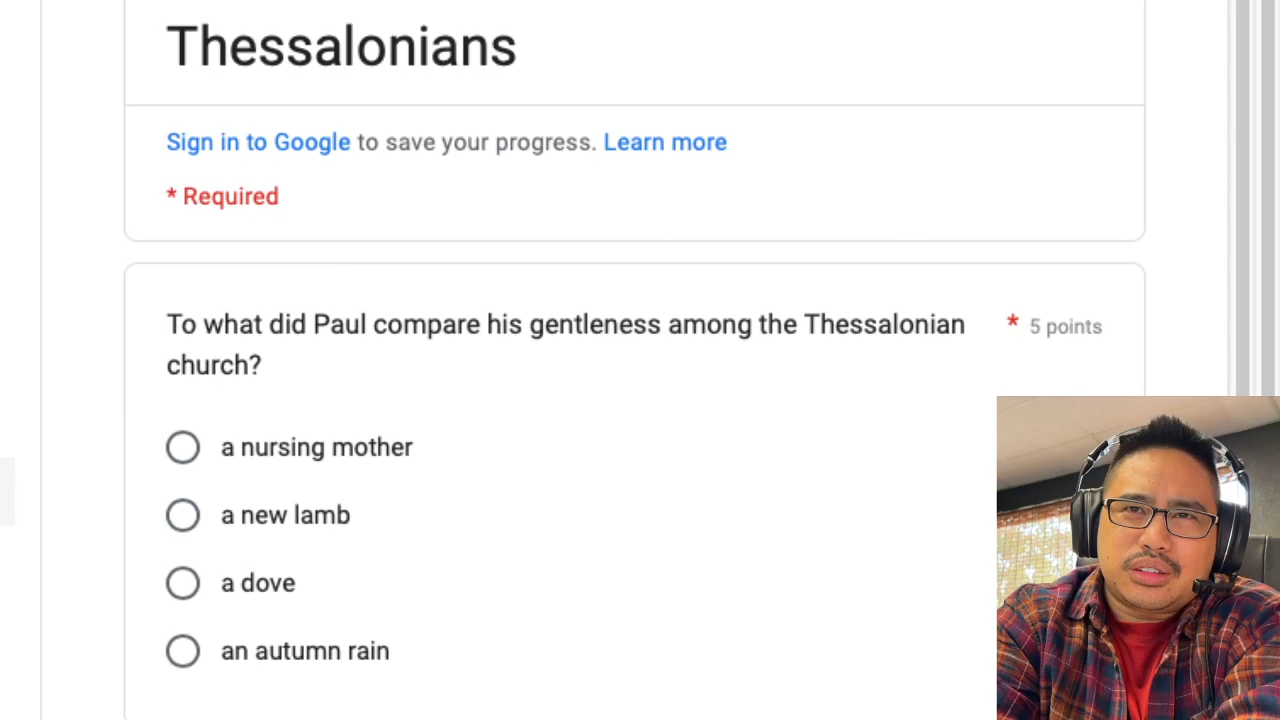 Thessalonians
Sign in to Google to save your progress. Learn more
* Required
To what did Paul compare his gentleness among the Thessalonian * 5 points
church?
a nursing mother
a new lamb
a dove
an autumn rain